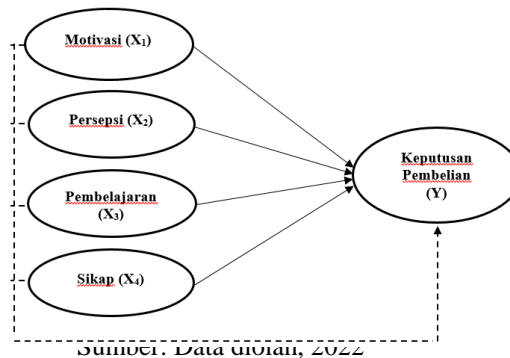 Motivasi (X₁)
Persepsi (X₂)
Pembelajaran
(X₃)
Sikap (X₄)
Keputusan
Pembelian
(Y)
Sumber: Data diolah, 2022